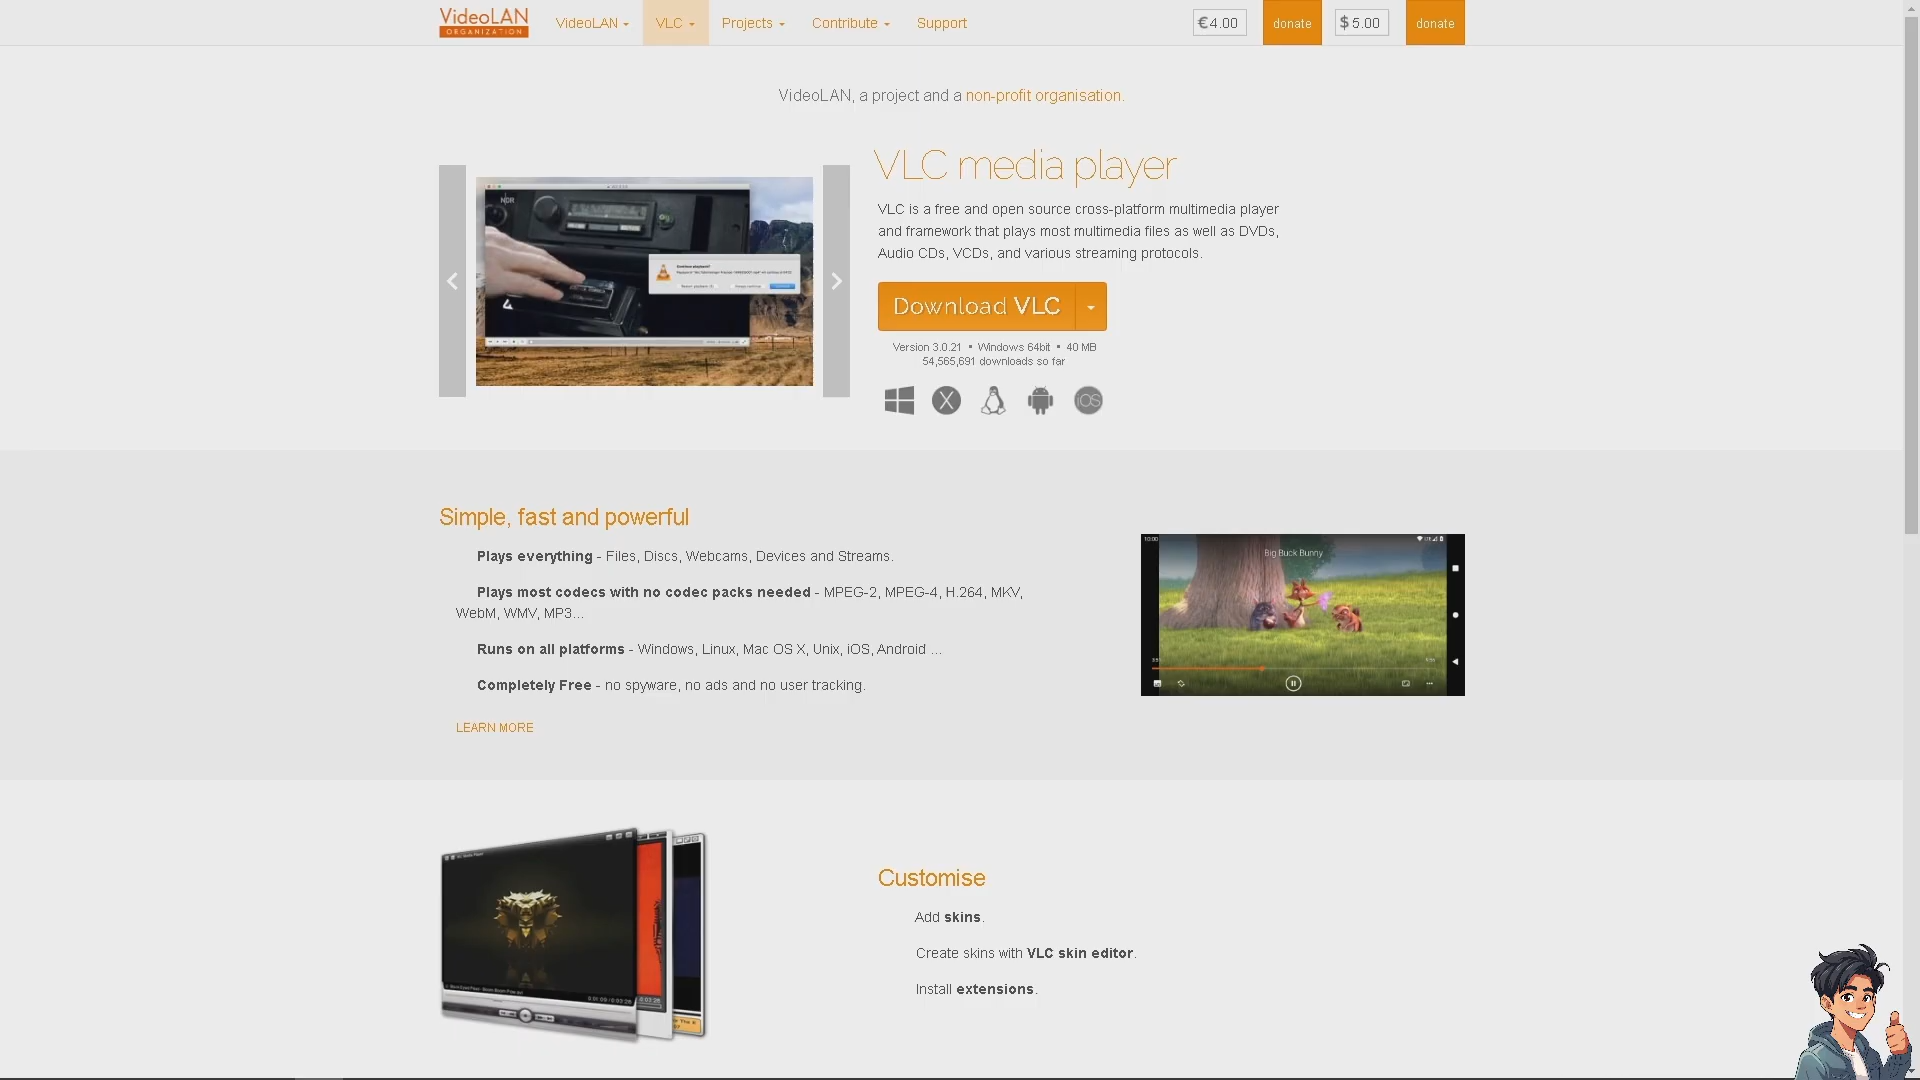 VideoLAN
ORGANIZATION
VideoLAN
VLC
Projects
Contribute
Support
€4.00
donate
$5.00
donate
VideoLAN, a project and a non-profit organisation.
VLC media player
VLC is a free and open source cross-platform multimedia player
and framework that plays most multimedia files as well as DVDs,
Audio CDs, VCDs, and various streaming protocols.
NDR
Download VLC
Version 3.0.21 • Windows 64bit • 40 MB
54,565,691 downloads so far
X
iOS
Simple, fast and powerful
Plays everything - Files, Discs, Webcams, Devices and Streams.
Plays most codecs with no codec packs needed - MPEG-2, MPEG-4, H.264, MKV,
WebM, WMV, MP3...
Runs on all platforms - Windows, Linux, Mac OS X, Unix, iOS, Android ...
Completely Free - no spyware, no ads and no user tracking.
LEARN MORE
10:00
Big Buck Bunny
Customise
Add skins.
Create skins with VLC skin editor.
Install extensions.